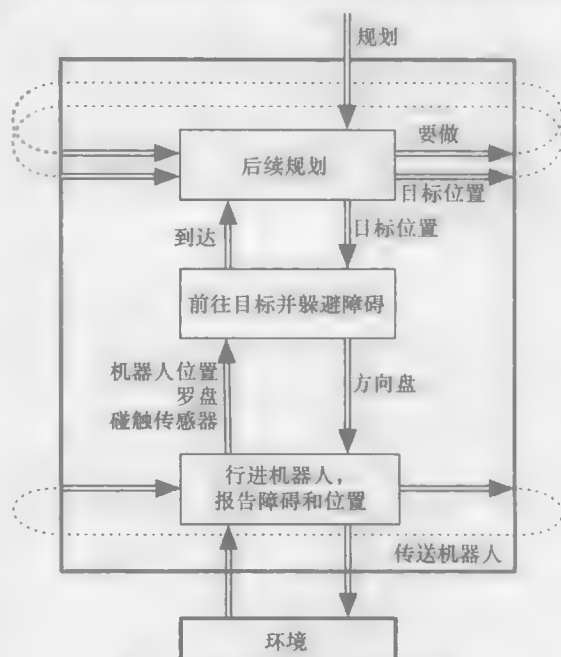 规划
要做
后续规划
目标位置
到达
目标位置
前往目标并躲避障碍
机器人位置
罗盘
碰触传感器
方向盘
行进机器人，
报告障碍和位置
传送机器人
环境